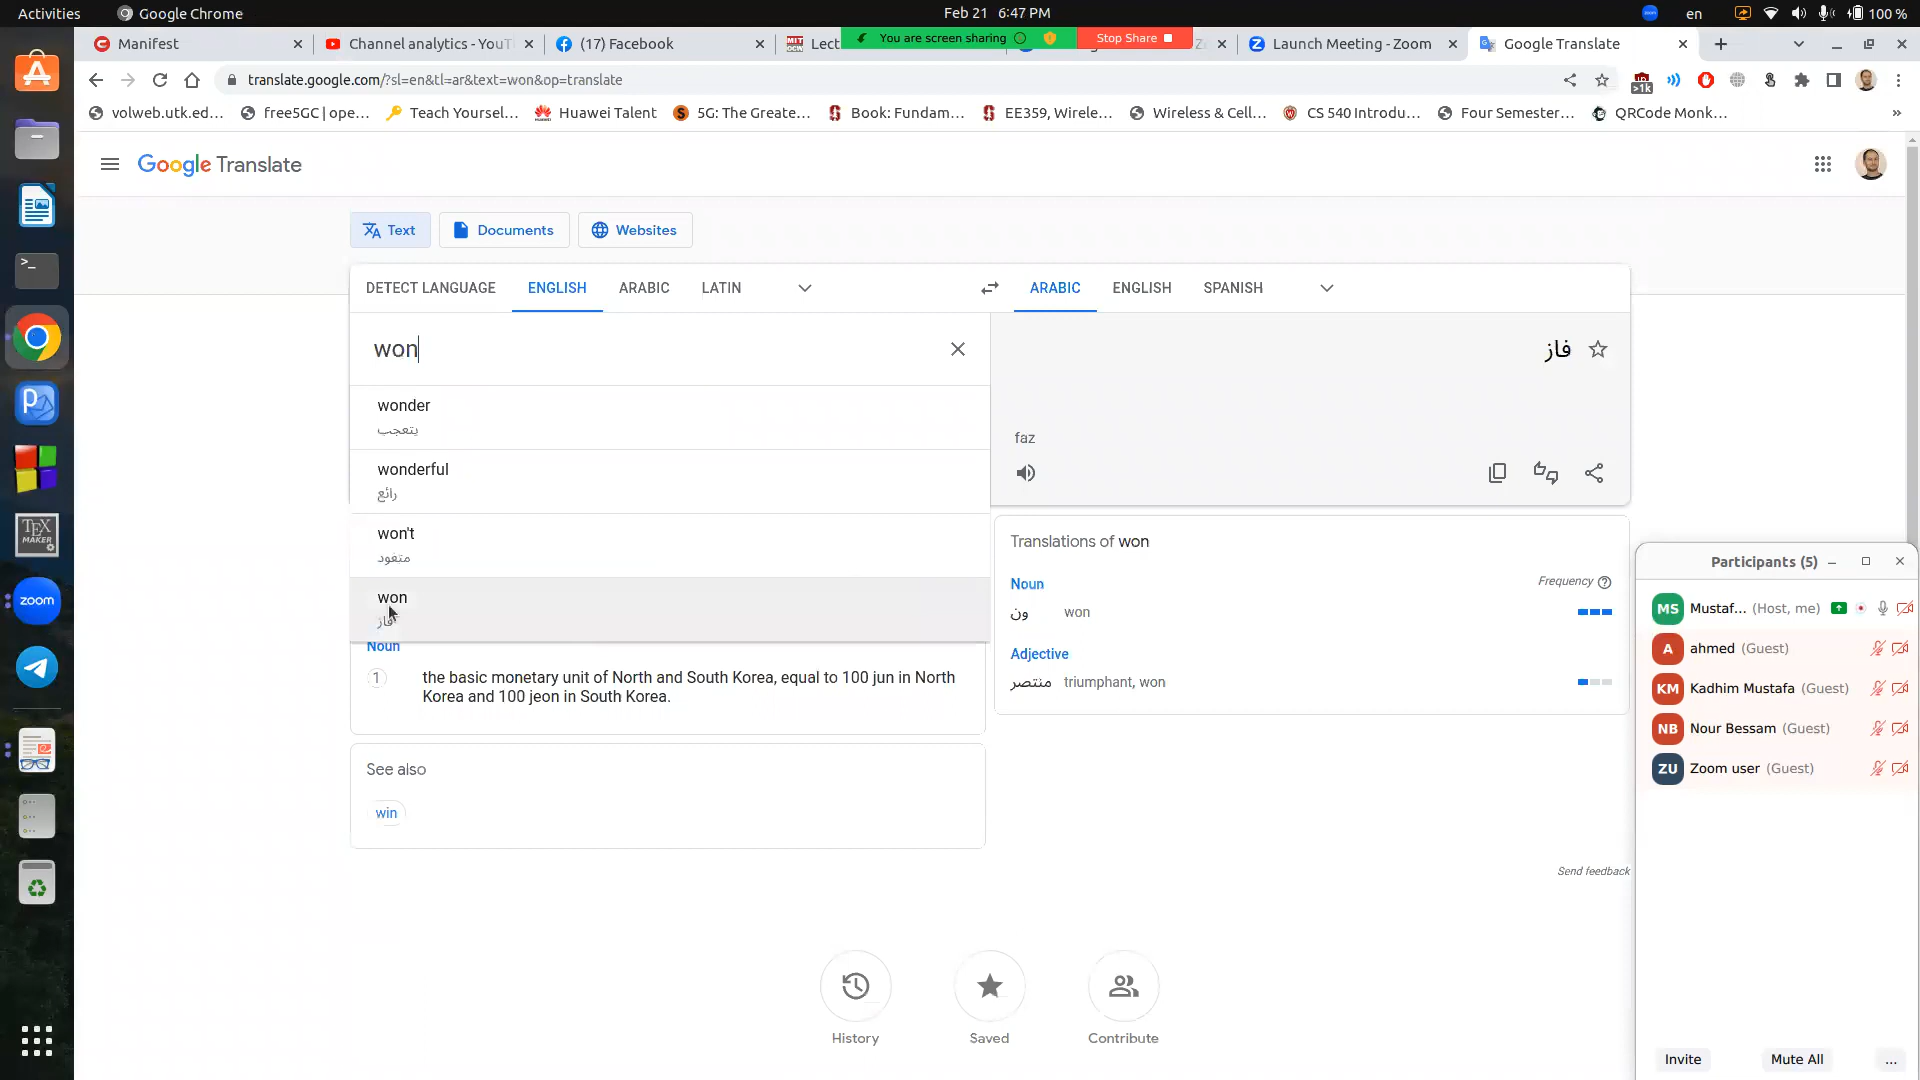 Activities
Google Chrome
Feb 21  6:47 PM
en
100 %
Manifest
Channel analytics - YouT
(17) Facebook
Lect
You are screen sharing
Stop Share
Launch Meeting - Zoom
Google Translate
translate.google.com/?sl=en&tl=ar&text=won&op=translate
>1k
volweb.utk.ed...
free5GC | ope...
Teach Yoursel...
Huawei Talent
5G: The Greate...
Book: Fundam...
EE359, Wirele...
Wireless & Cell...
CS 540 Introdu...
Four Semester...
QRCode Monk...
»
Google Translate
Text
Documents
Websites
DETECT LANGUAGE
ENGLISH
ARABIC
LATIN
ARABIC
ENGLISH
SPANISH
won
فاز
wonder
يتعجب
wonderful
رائع
won't
متعود
won
فاز
faz
Noun
1
the basic monetary unit of North and South Korea, equal to 100 jun in North
Korea and 100 jeon in South Korea.
See also
win
Translations of won
Noun
Frequency
ون
won
Adjective
منتصر
triumphant, won
Send feedback
History
Saved
Contribute
Participants (5)
MS
Mustaf... (Host, me)
A
ahmed (Guest)
KM
Kadhim Mustafa (Guest)
NB
Nour Bessam (Guest)
ZU
Zoom user (Guest)
Invite
Mute All
...
TEX
MAKER
zoom